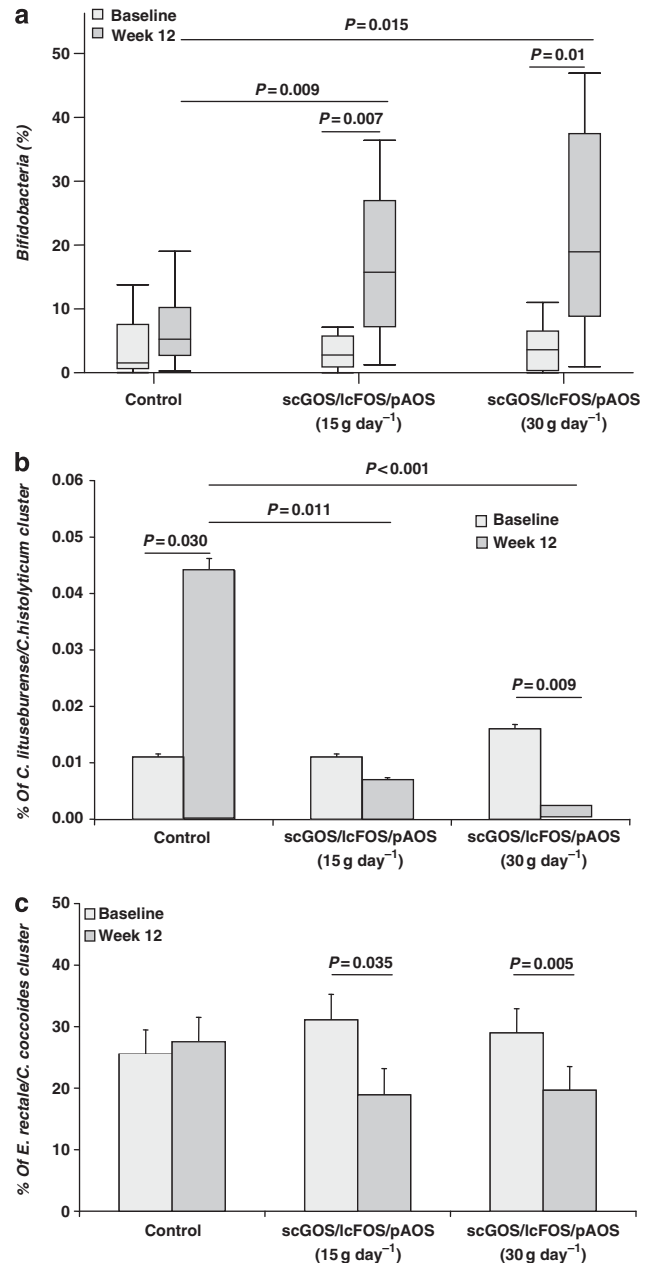 a
Baseline
Week 12
P=0.015
P=0.01
P=0.009
P=0.007
Bifidobacteria (%)
50
40
30
20
10
0
Control
scGOS/lcFOS/pAOS
(15 g day⁻¹)
scGOS/lcFOS/pAOS
(30 g day⁻¹)
b
P<0.001
P=0.011
P=0.030
Baseline
Week 12
P=0.009
% Of C. lituseburense/C.histolyticum cluster
0.06
0.05
0.04
0.03
0.02
0.01
0.00
Control
scGOS/lcFOS/pAOS
(15 g day⁻¹)
scGOS/lcFOS/pAOS
(30 g day⁻¹)
c
Baseline
Week 12
P=0.035
P=0.005
% Of E. rectale/C. coccoides cluster
50
40
30
20
10
0
Control
scGOS/lcFOS/pAOS
(15 g day⁻¹)
scGOS/lcFOS/pAOS
(30 g day⁻¹)